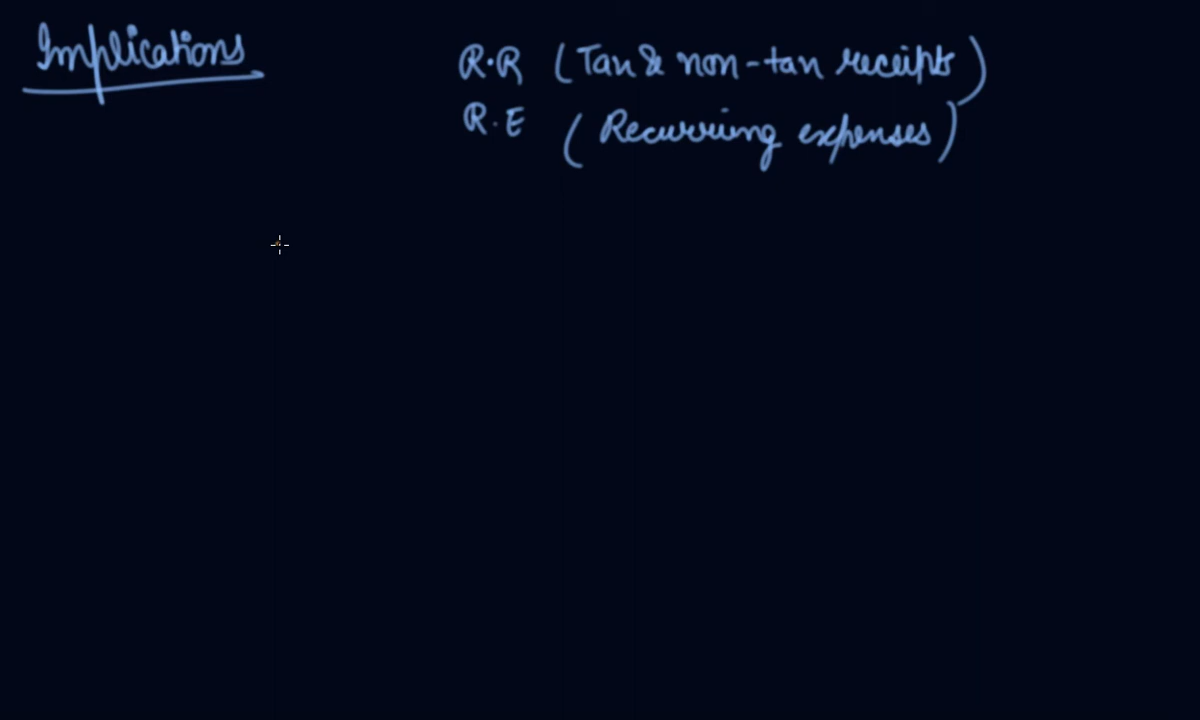 Implications
R.R (Tax & non-tax receipts)
R.E (Recurring expenses)